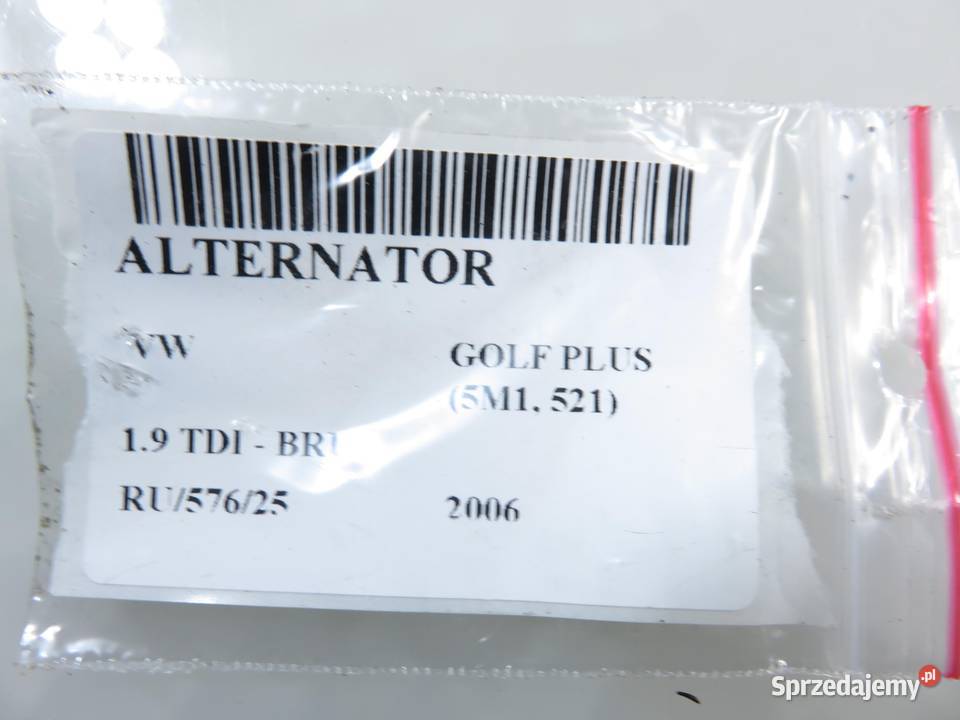 ALTERNATOR
VW
GOLF PLUS
(5M1, 521)
1.9 TDI - BRU
RU/576/25
2006
Sprzedajemy.pl